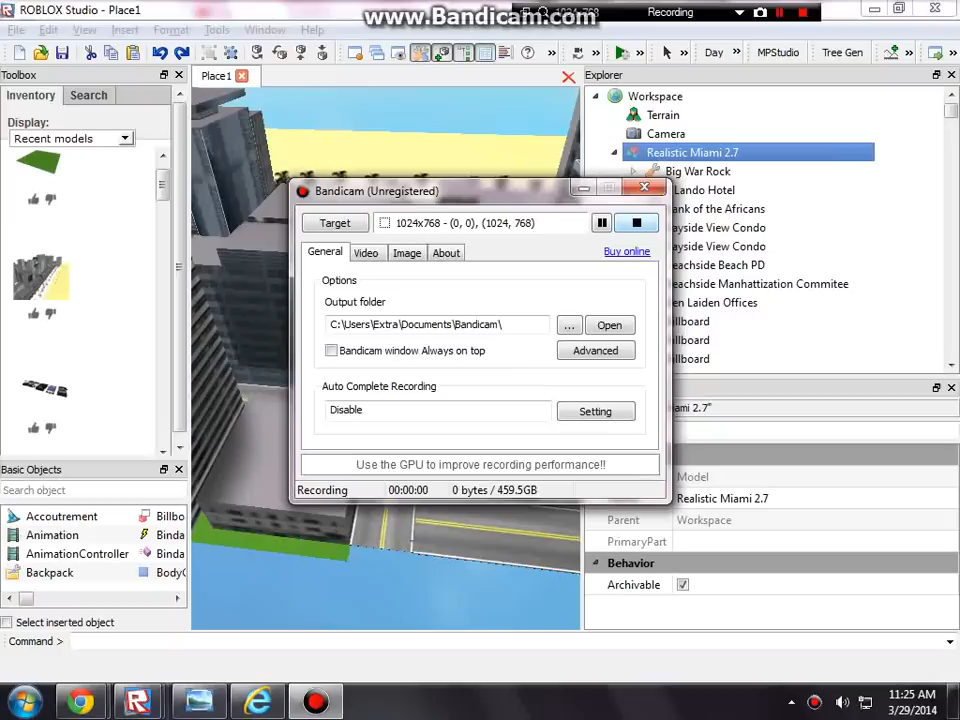 ROBLOX Studio - Place1
www.Bandicam.com
Recording
File Edit View Insert Format Tools Window Help
Day
MPStudio
Tree Gen
Toolbox
Place1
Explorer
Inventory
Search
Display:
Recent models
Workspace
Terrain
Camera
Realistic Miami 2.7
Big War Rock
Lando Hotel
ank of the Africans
ayside View Condo
ayside View Condo
eachside Beach PD
eachside Manhattization Committee
en Laiden Offices
illboard
illboard
illboard
Bandicam (Unregistered)
Target
1024x768 - (0, 0), (1024, 768)
General
Video
Image
About
Buy online
Options
Output folder
C:\Users\Extra\Documents\Bandicam\
...
Open
Bandicam window Always on top
Advanced
Auto Complete Recording
Disable
Setting
Use the GPU to improve recording performance!!
Recording
00:00:00
0 bytes / 459.5GB
iami 2.7"
Model
Realistic Miami 2.7
Parent
Workspace
PrimaryPart
Behavior
Archivable
Basic Objects
Search object
Accoutrement
Billbo
Animation
Binda
AnimationController
Binda
Backpack
BodyC
Select inserted object
Command >
11:25 AM
3/29/2014